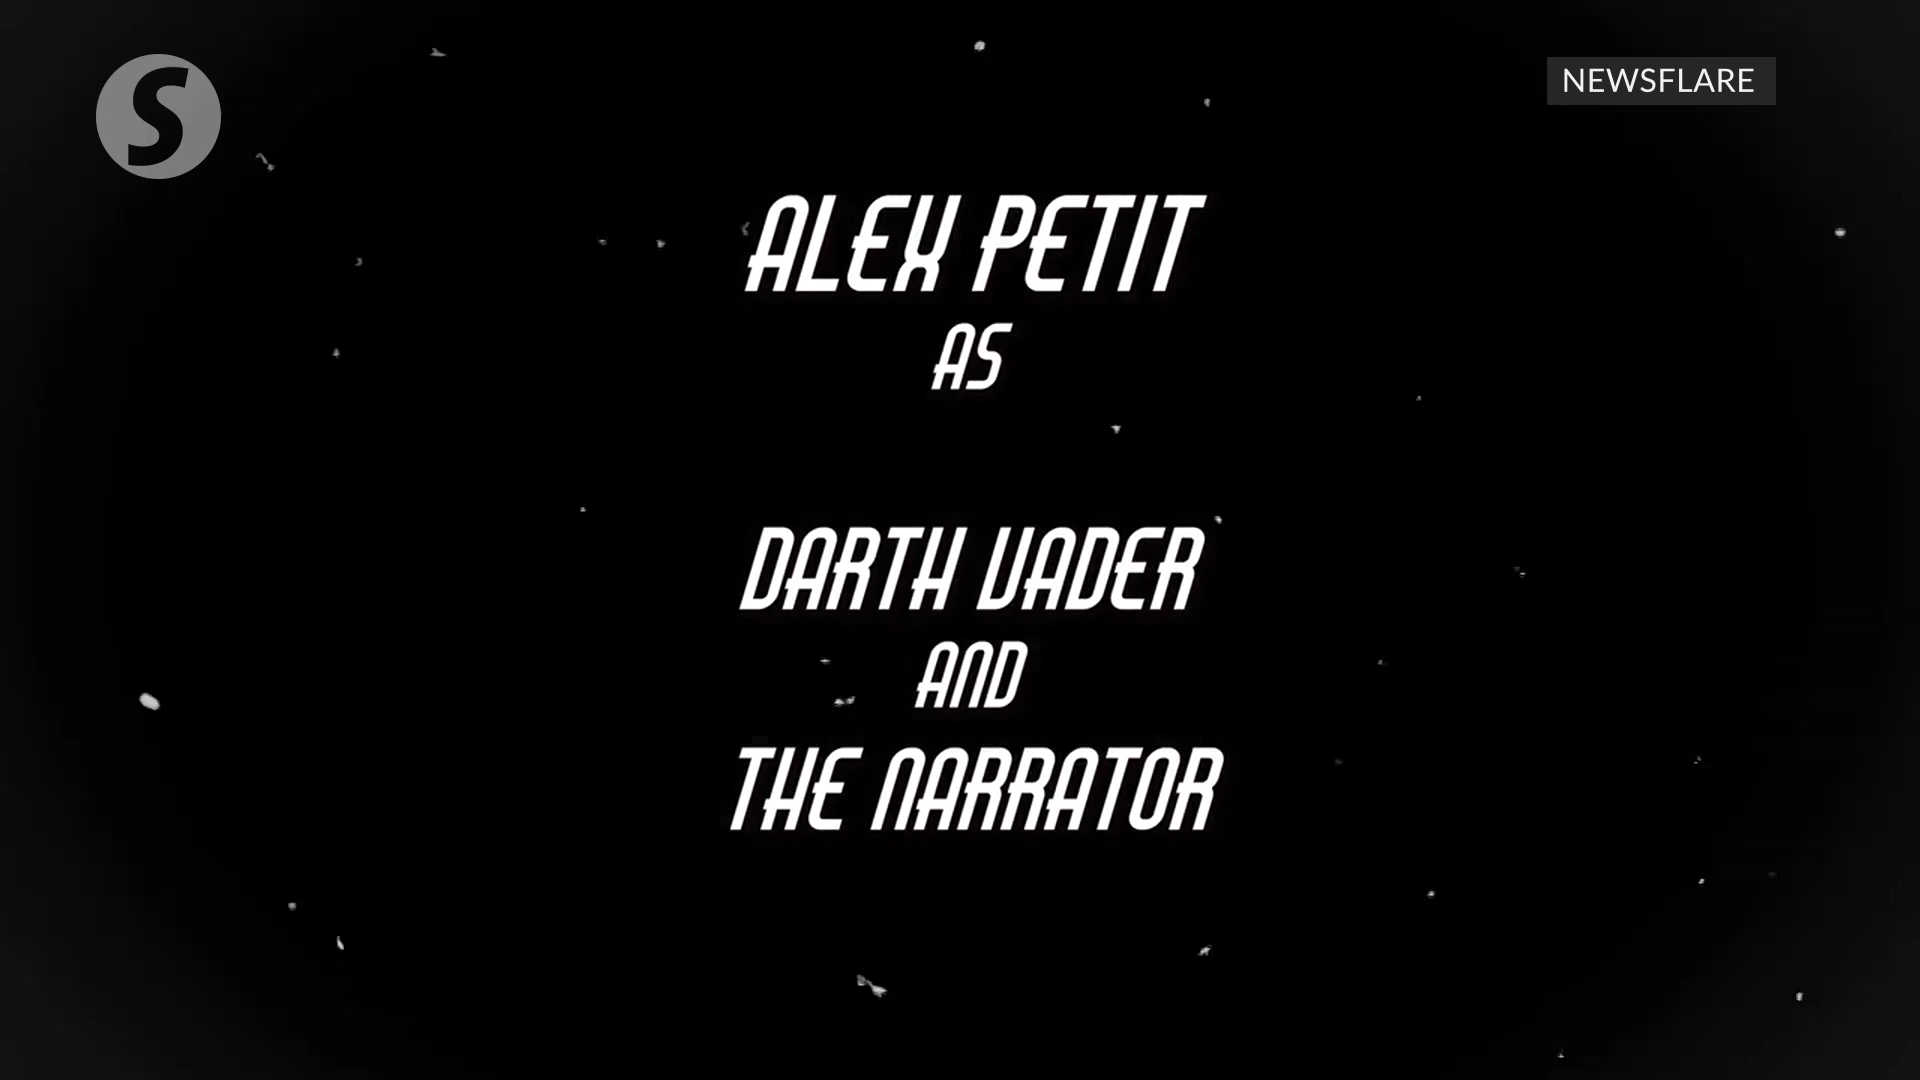 S
NEWSFLARE
ALEX PETIT
AS
DARTH VADER
AND
THE NARRATOR